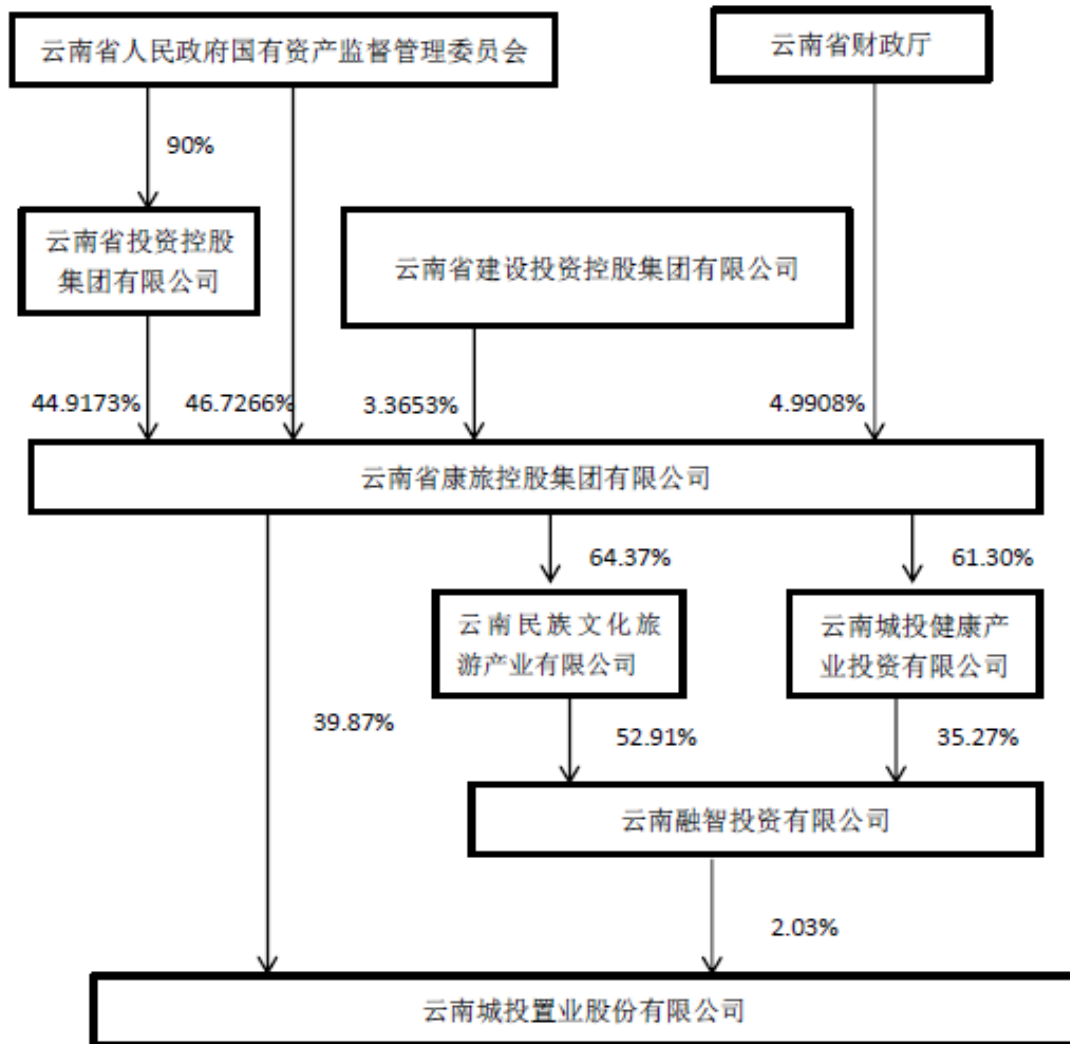 云南省人民政府国有资产监督管理委员会
云南省财政厅
90%
云南省投资控股
集团有限公司
云南省建设投资控股集团有限公司
44.9173%
46.7266%
3.3653%
4.9908%
云南省康旅控股集团有限公司
64.37%
61.30%
云南民族文化旅
游产业有限公司
云南城投健康产
业投资有限公司
39.87%
52.91%
35.27%
云南融智投资有限公司
2.03%
云南城投置业股份有限公司